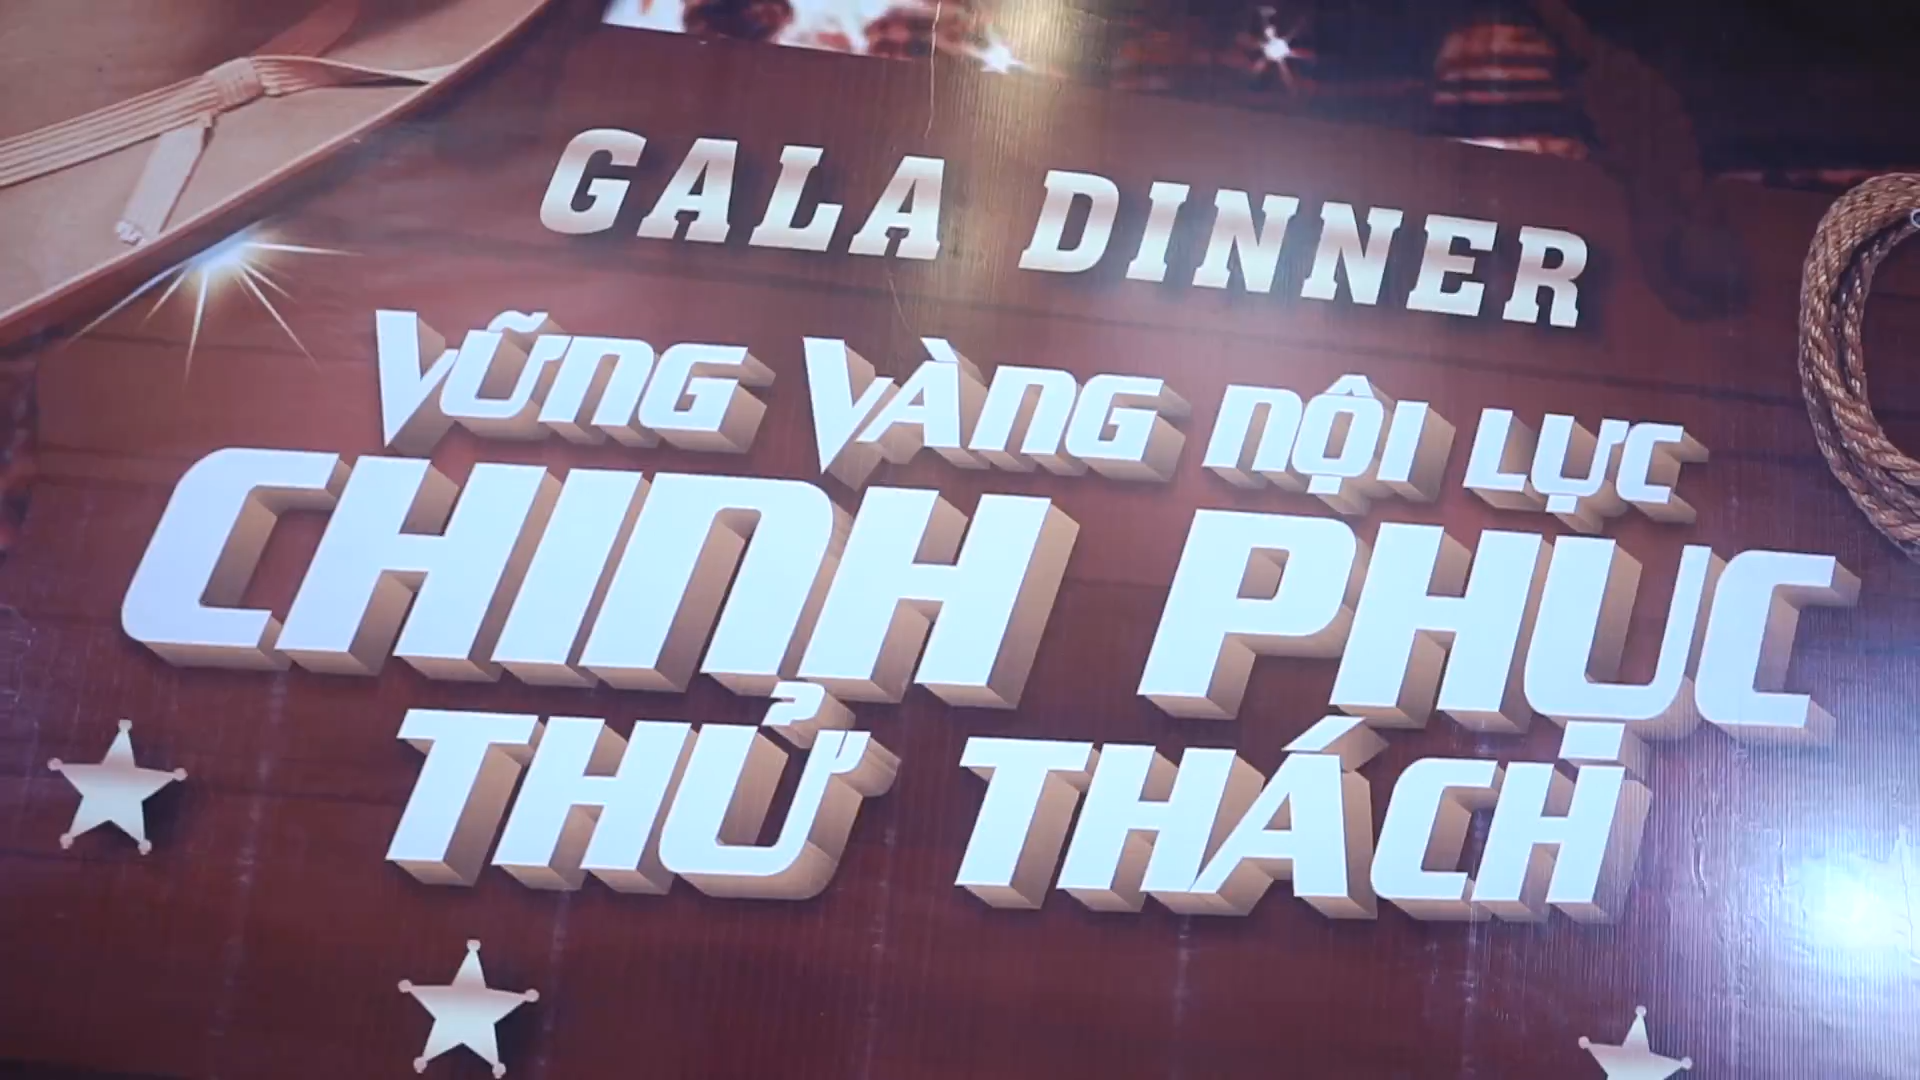 GALA DINNER
VỮNG VÀNG NỘI LỰC
CHINH PHỤC
THỬ THÁCH